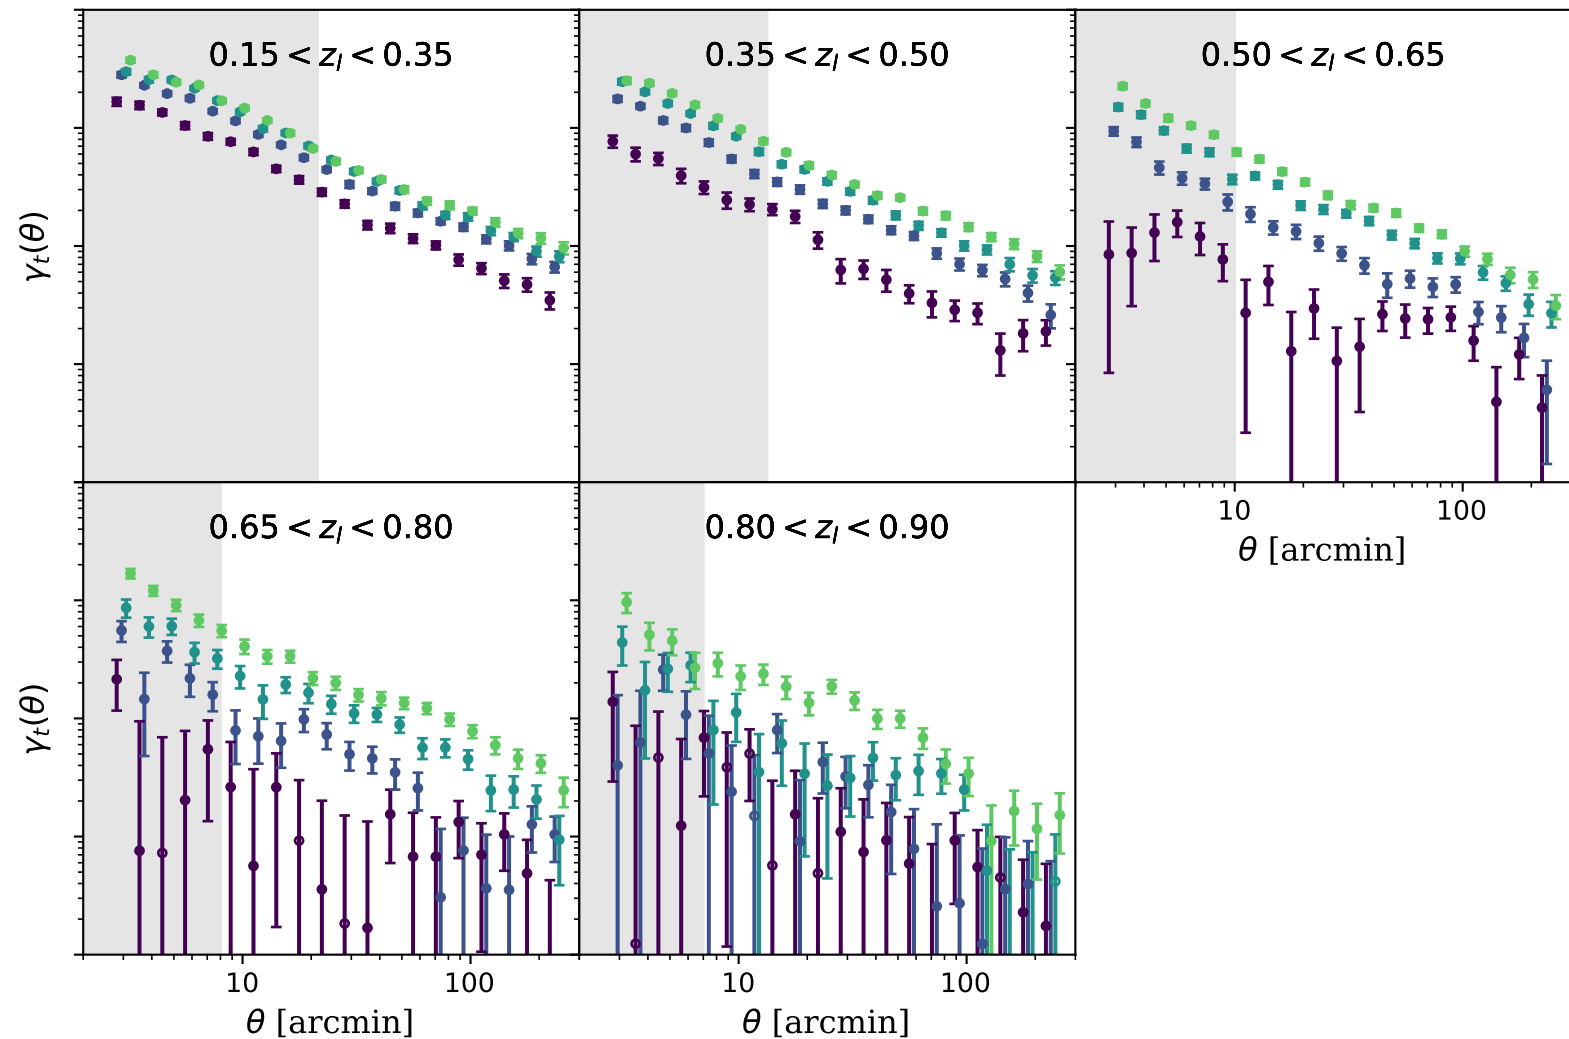 0.15 < z_l < 0.35
0.35 < z_l < 0.50
0.50 < z_l < 0.65
γ_t(θ)
10 100
θ [arcmin]
0.65 < z_l < 0.80
0.80 < z_l < 0.90
γ_t(θ)
10 100
10 100
θ [arcmin]
θ [arcmin]